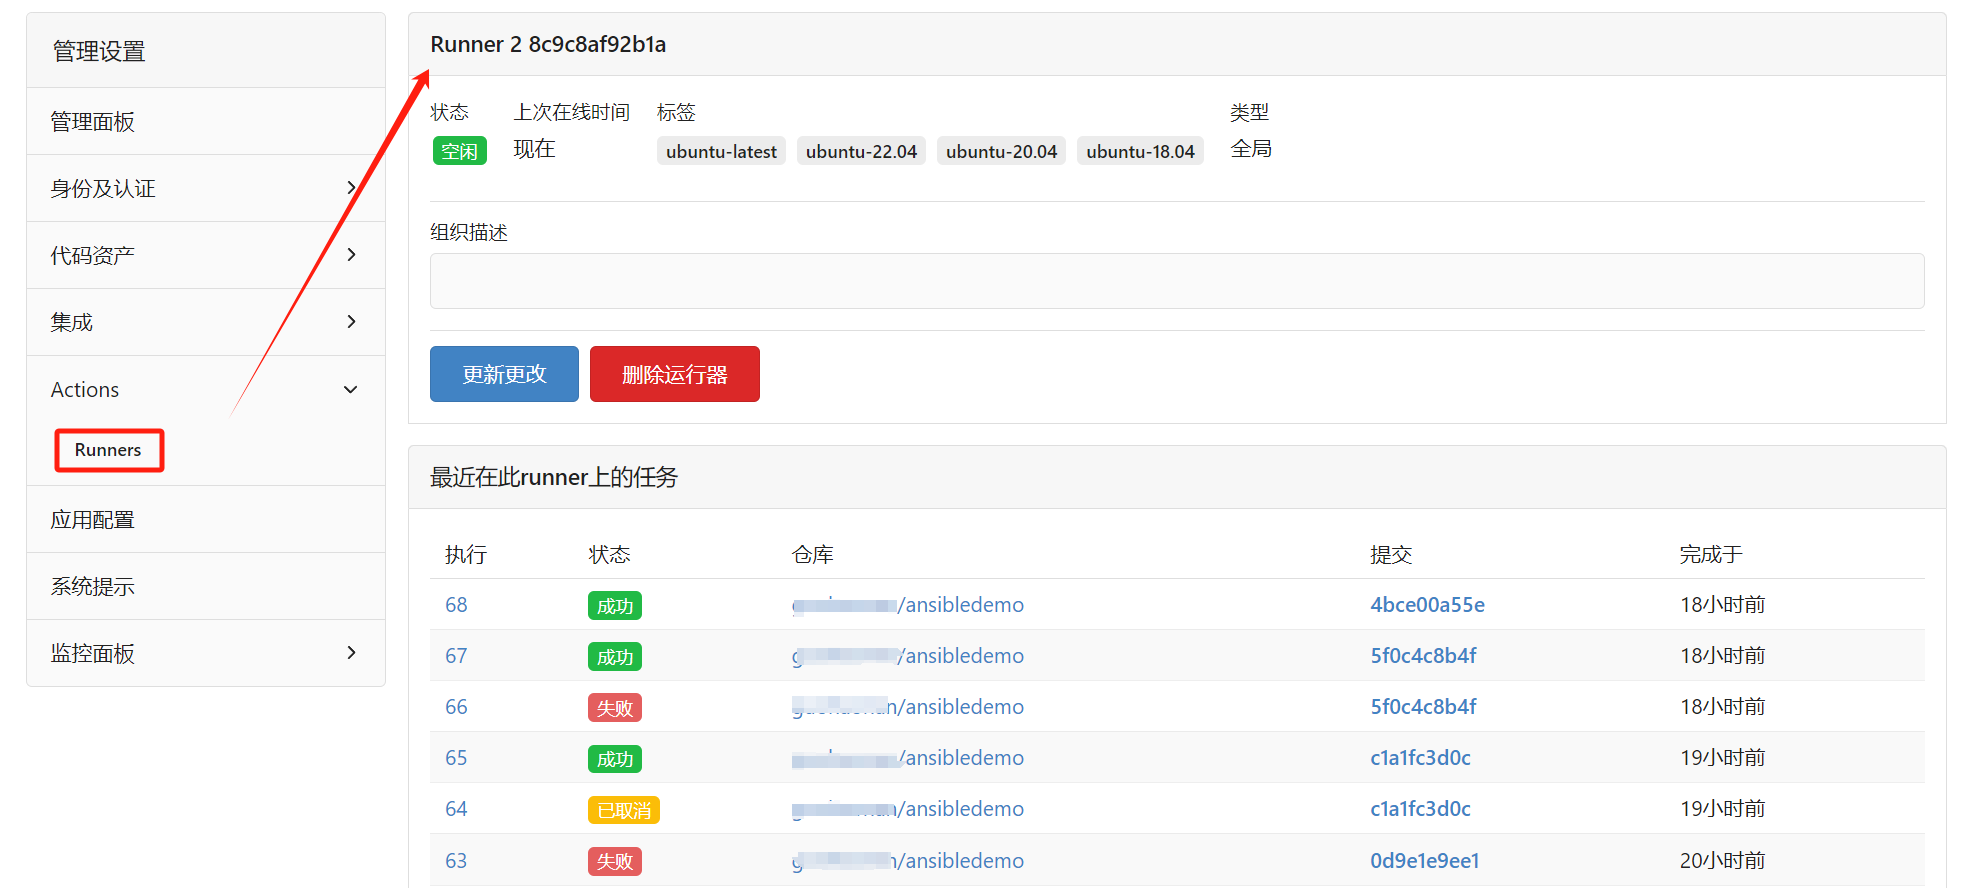 管理设置
管理面板
身份及认证
代码资产
集成
Actions
Runners
应用配置
系统提示
监控面板
Runner 2 8c9c8af92b1a
状态 上次在线时间 标签 类型
空闲 现在 ubuntu-latest ubuntu-22.04 ubuntu-20.04 ubuntu-18.04 全局
组织描述
更新更改 删除运行器
最近在此runner上的任务
执行 状态 仓库 提交 完成于
68 成功 /ansibledemo 4bce00a55e 18小时前
67 成功 /ansibledemo 5f0c4c8b4f 18小时前
66 失败 /ansibledemo 5f0c4c8b4f 18小时前
65 成功 /ansibledemo c1a1fc3d0c 19小时前
64 已取消 /ansibledemo c1a1fc3d0c 19小时前
63 失败 /ansibledemo 0d9e1e9ee1 20小时前